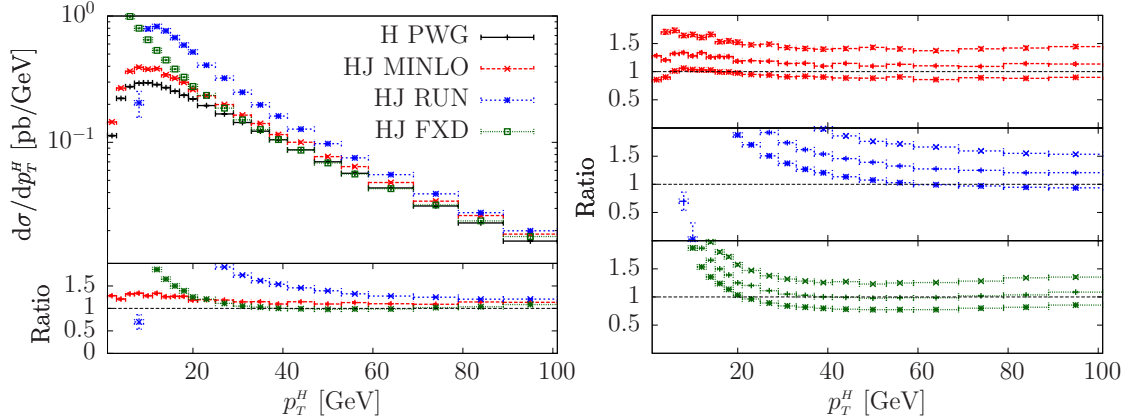 dσ/dp_T^H [pb/GeV]
10^0
10^-1
H PWG
HJ MINLO
HJ RUN
HJ FXD
Ratio
1.5
1
0.5
0
20 40 60 80 100
p_T^H [GeV]
Ratio
1.5
1
0.5
1.5
1
0.5
1.5
1
0.5
20 40 60 80 100
p_T^H [GeV]